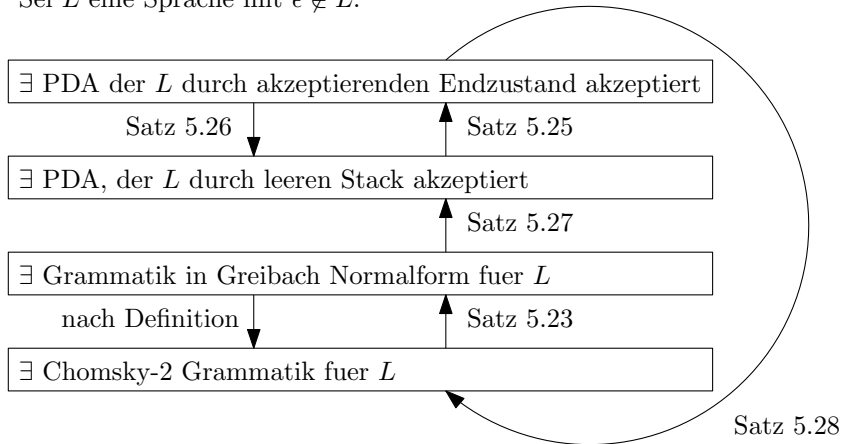 Sei L eine Sprache mit ϵ ∉ L.
∃ PDA der L durch akzeptierenden Endzustand akzeptiert
Satz 5.26
Satz 5.25
∃ PDA, der L durch leeren Stack akzeptiert
Satz 5.27
∃ Grammatik in Greibach Normalform fuer L
nach Definition
Satz 5.23
∃ Chomsky-2 Grammatik fuer L
Satz 5.28